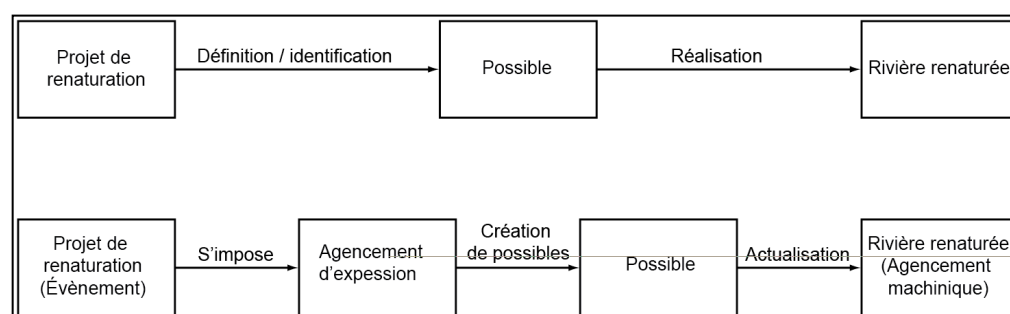 Projet de
renaturation
Définition / identification
Possible
Réalisation
Rivière renaturée
Projet de
renaturation
(Évènement)
S'impose
Agencement
d'expession
Création
de possibles
Possible
Actualisation
Rivière renaturée
(Agencement
machinique)